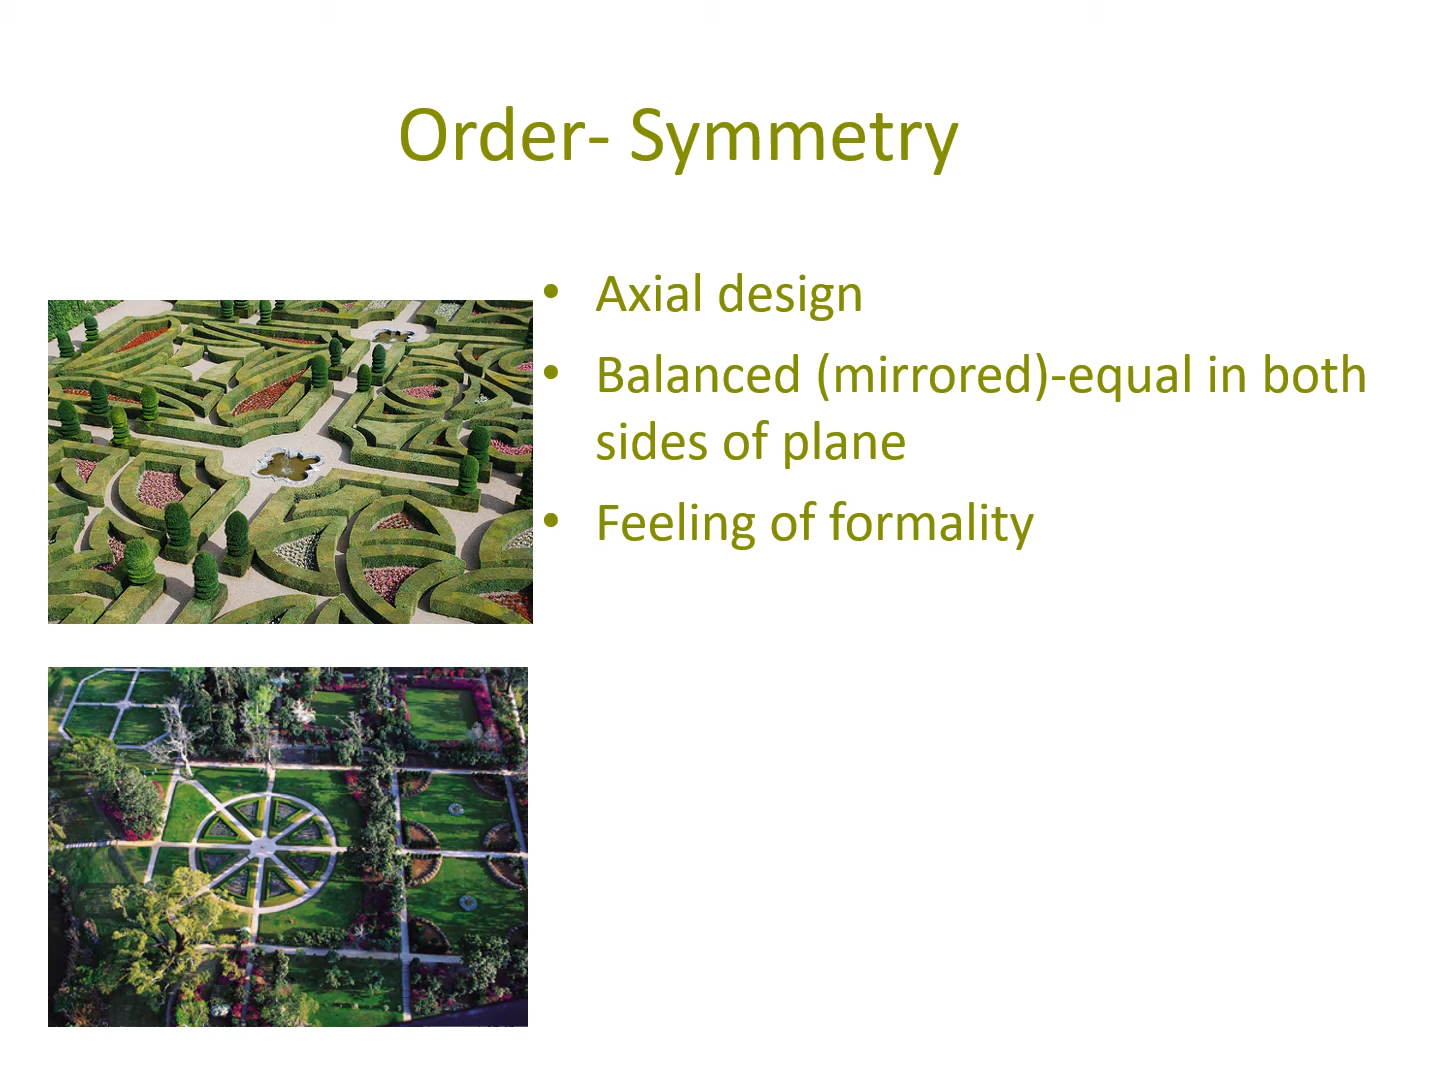 Order- Symmetry
• Axial design
• Balanced (mirrored)-equal in both
sides of plane
• Feeling of formality